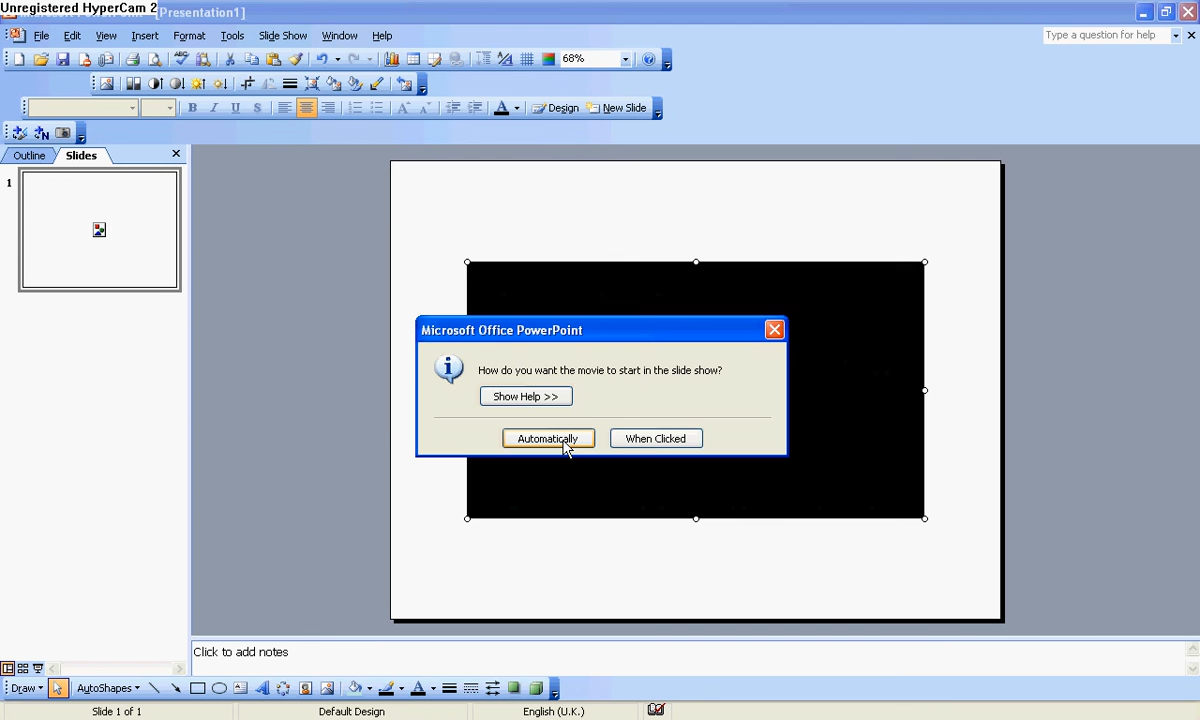 Unregistered HyperCam 2
[Presentation1]
File Edit View Insert Format Tools Slide Show Window Help
Type a question for help
68%
B I U S A A A Design New Slide
N
Outline Slides
1
Microsoft Office PowerPoint
How do you want the movie to start in the slide show?
Show Help >>
Automatically When Clicked
Click to add notes
Draw AutoShapes A A
Slide 1 of 1 Default Design English (U.K.)